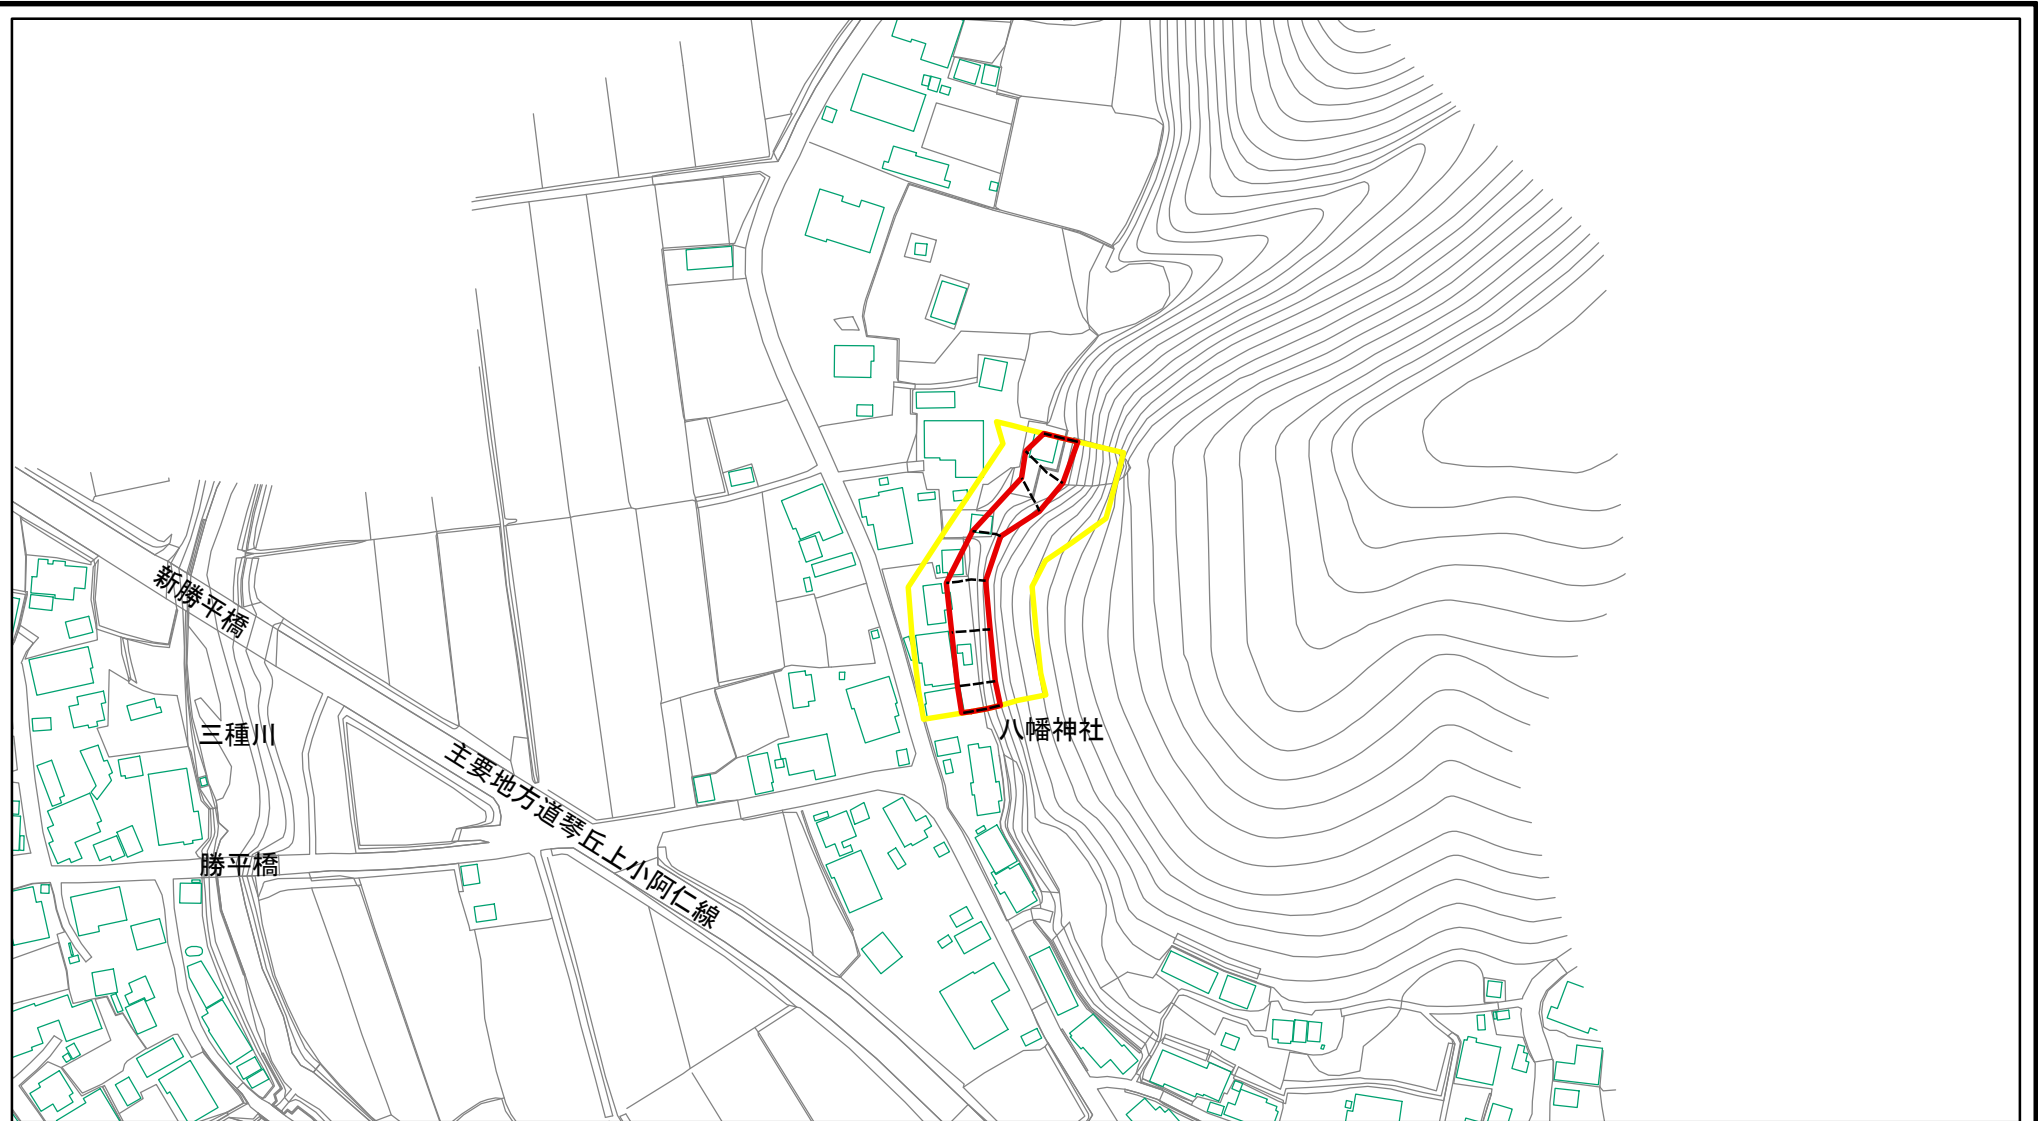 新勝平橋
三種川
八幡神社
主要地方道琴丘上小阿仁線
勝平橋